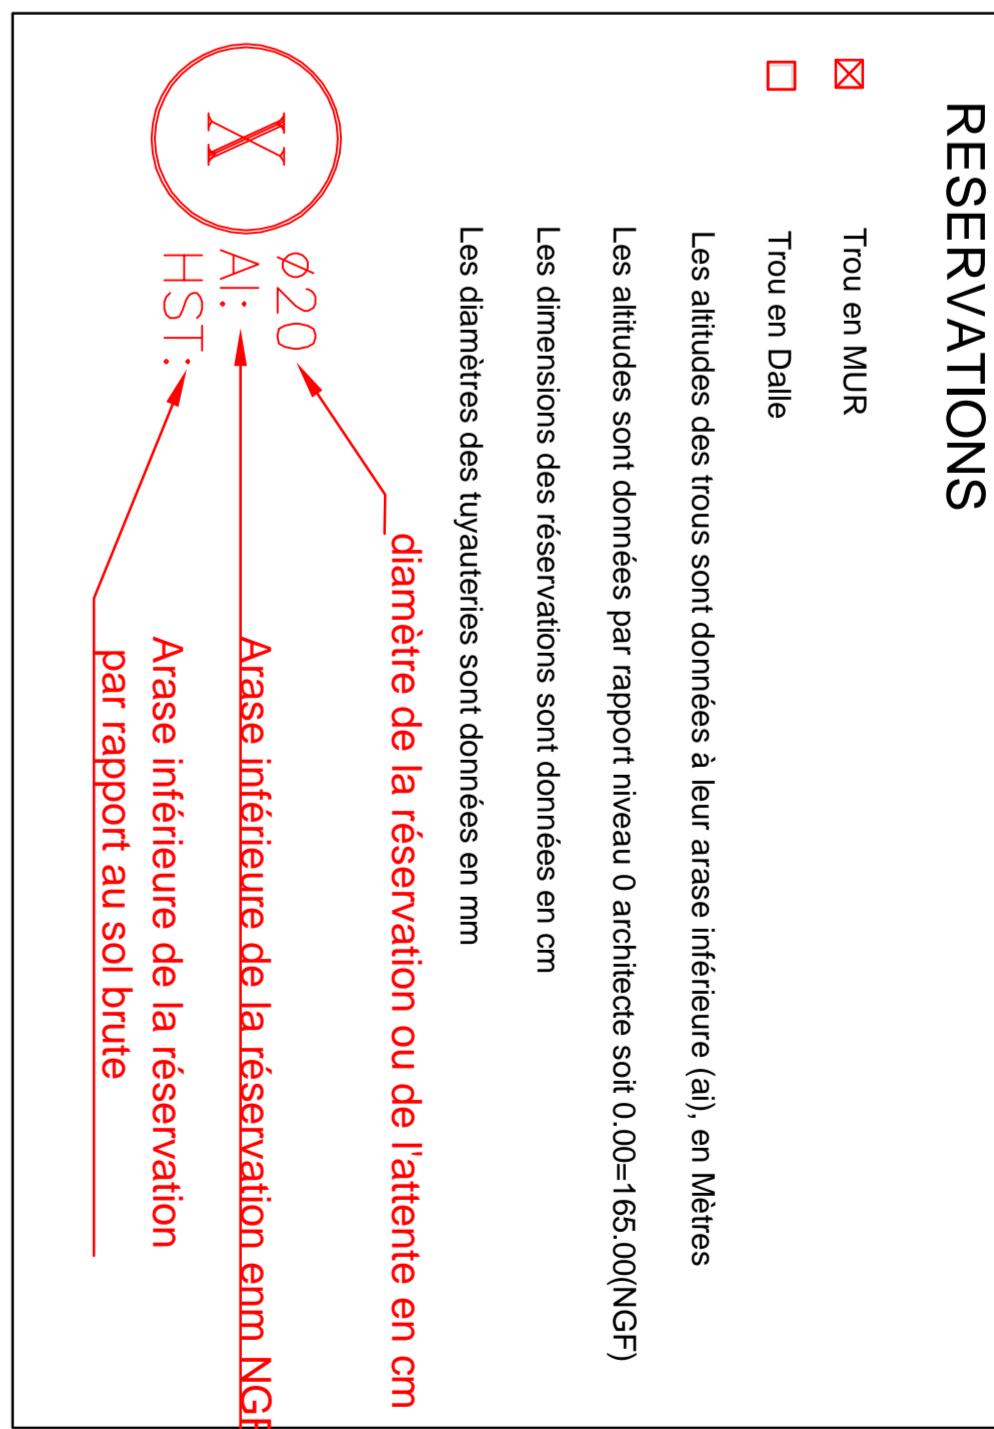 RESERVATIONS
Trou en MUR
Trou en Dalle
Les altitudes des trous sont données à leur arase inférieure (ai), en Mètres
Les altitudes sont données par rapport niveau 0 architecte soit 0.00=165.00(NGF)
Les dimensions des réservations sont données en cm
Les diamètres des tuyauteries sont données en mm
diamètre de la réservation ou de l'attente en cm
X
ø20
AI:
HST:
Arase inférieure de la réservation enm NGF
Arase inférieure de la réservation
par rapport au sol brute